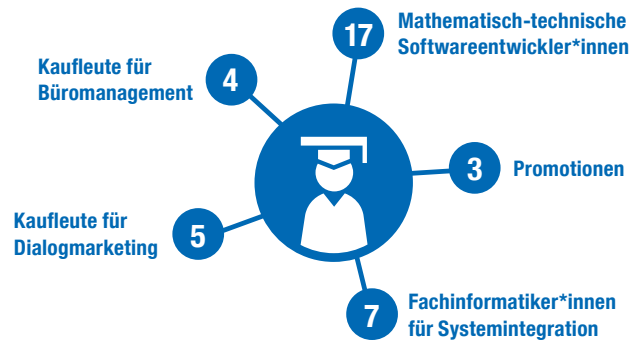 17
Mathematisch-technische
Softwareentwickler*innen
4
Kaufleute für
Büromanagement
3
Promotionen
5
Kaufleute für
Dialogmarketing
7
Fachinformatiker*innen
für Systemintegration